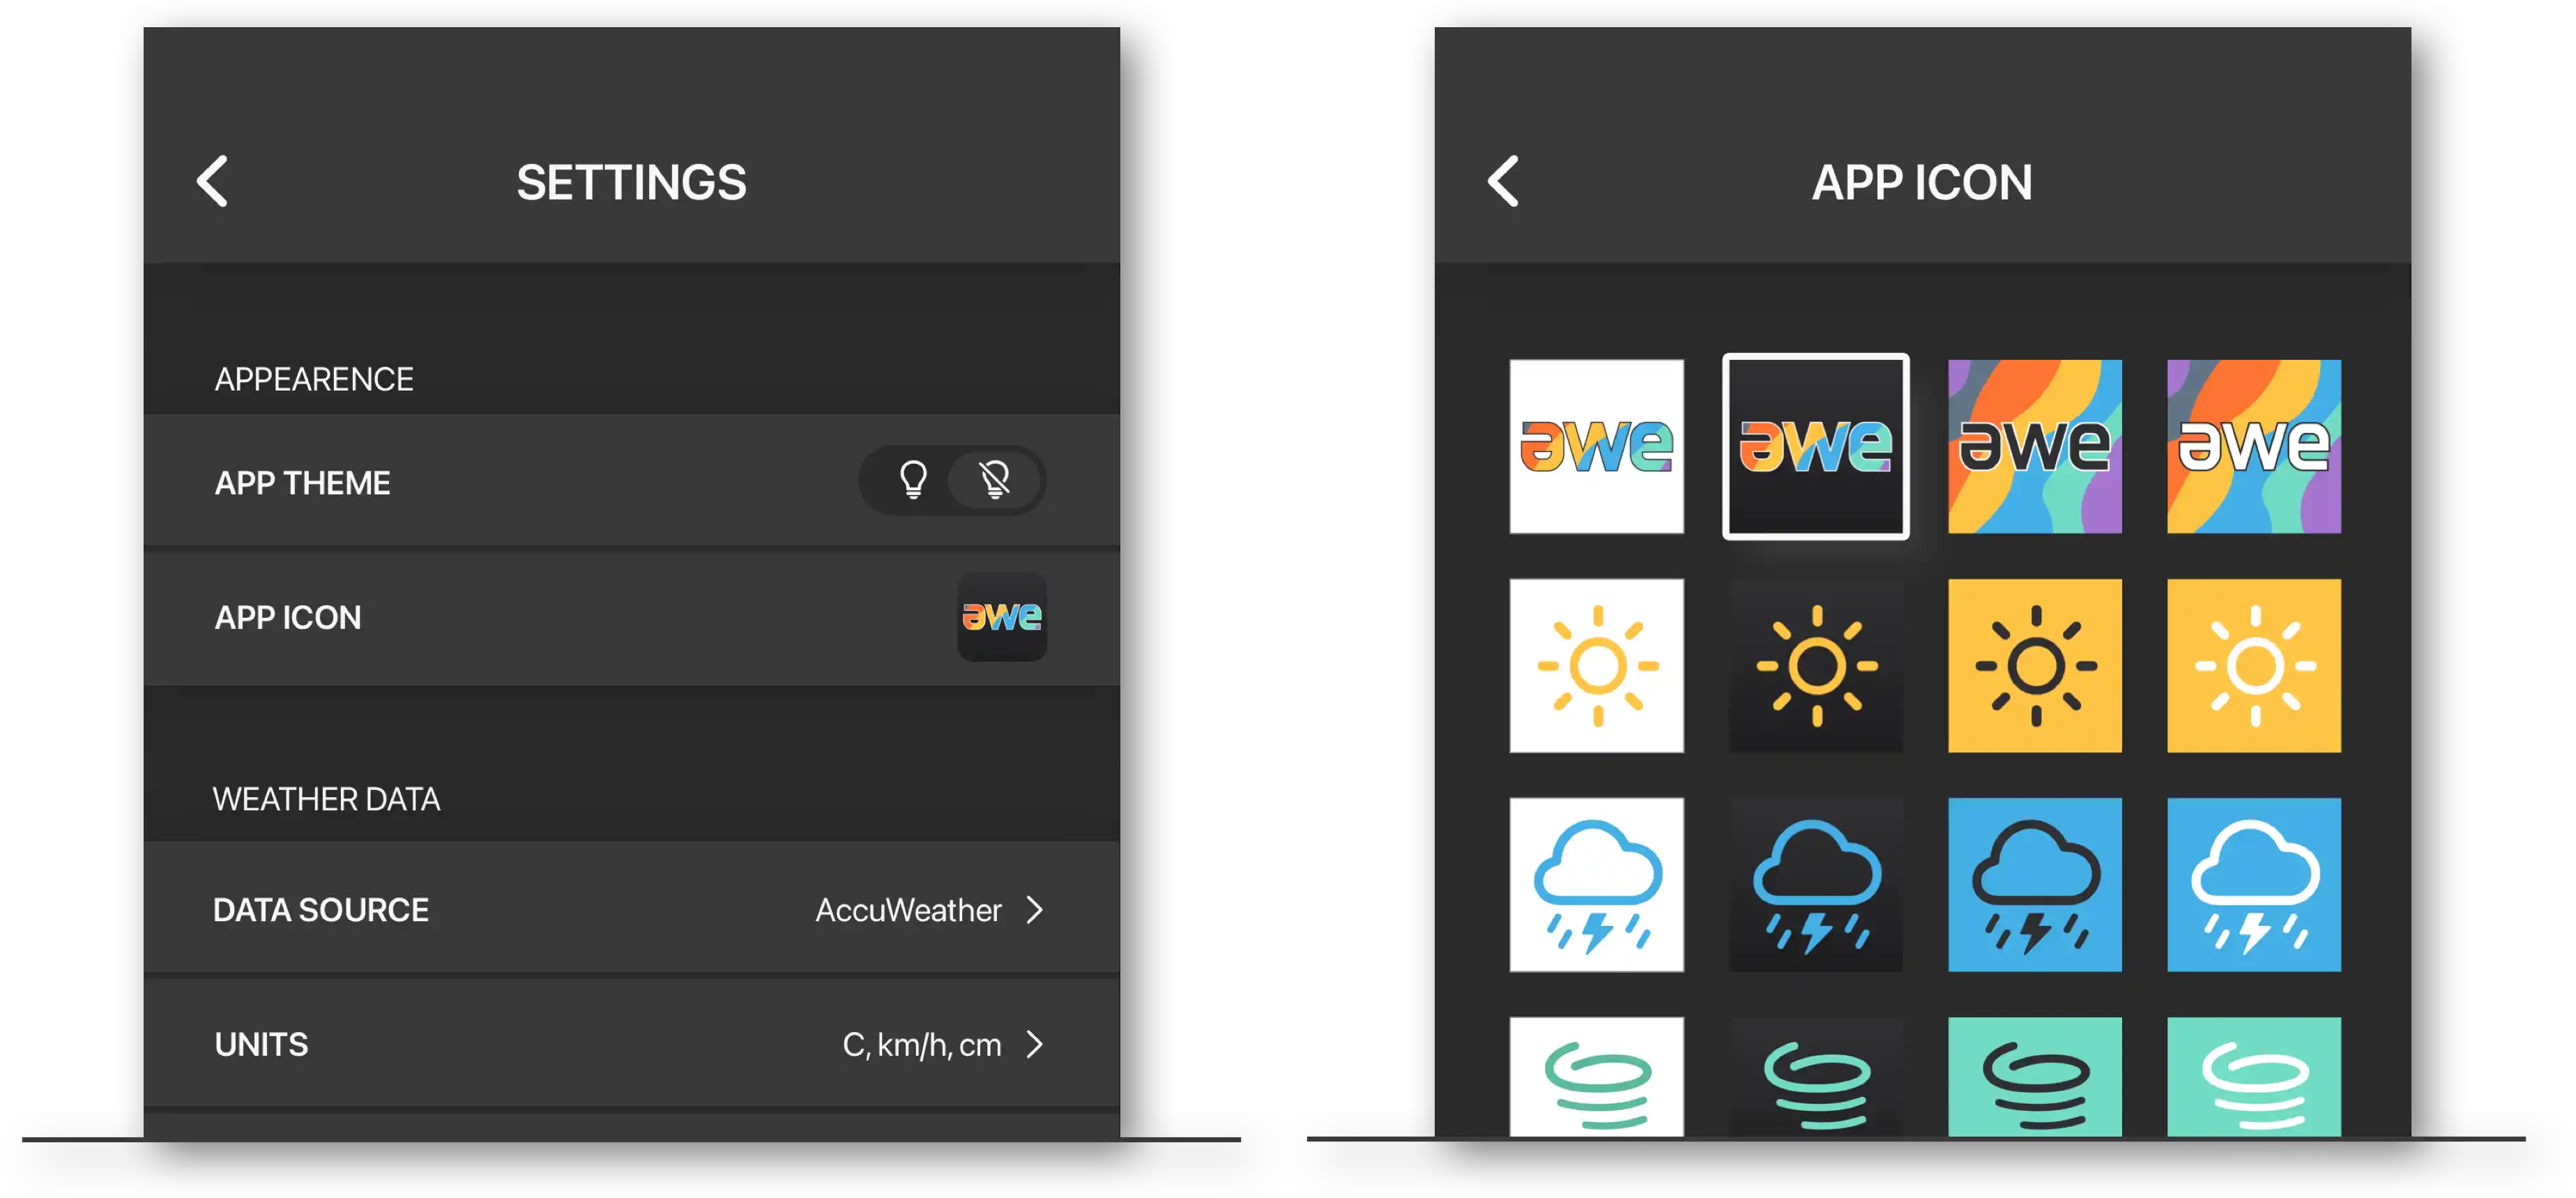 SETTINGS
APPEARENCE
APP THEME
APP ICON
awe
WEATHER DATA
DATA SOURCE
AccuWeather
UNITS
C, km/h, cm
APP ICON
awe
awe
awe
awe